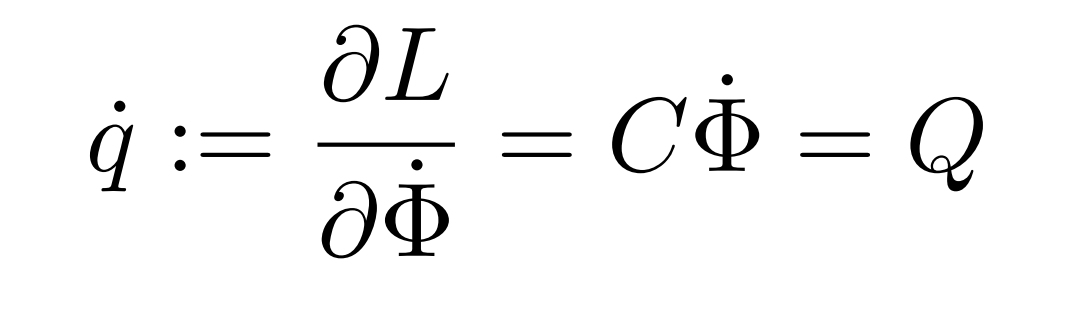 q̇ := ∂L/∂Φ̇ = CΦ̇ = Q